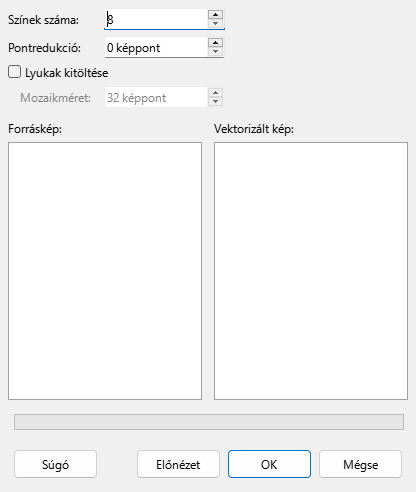 Színek száma: 8
Pontredukció: 0 képpont
Lyukak kitöltése
Mozaikméret: 32 képpont
Forráskép: Vektorizált kép:
Súgó Előnézet OK Mégse